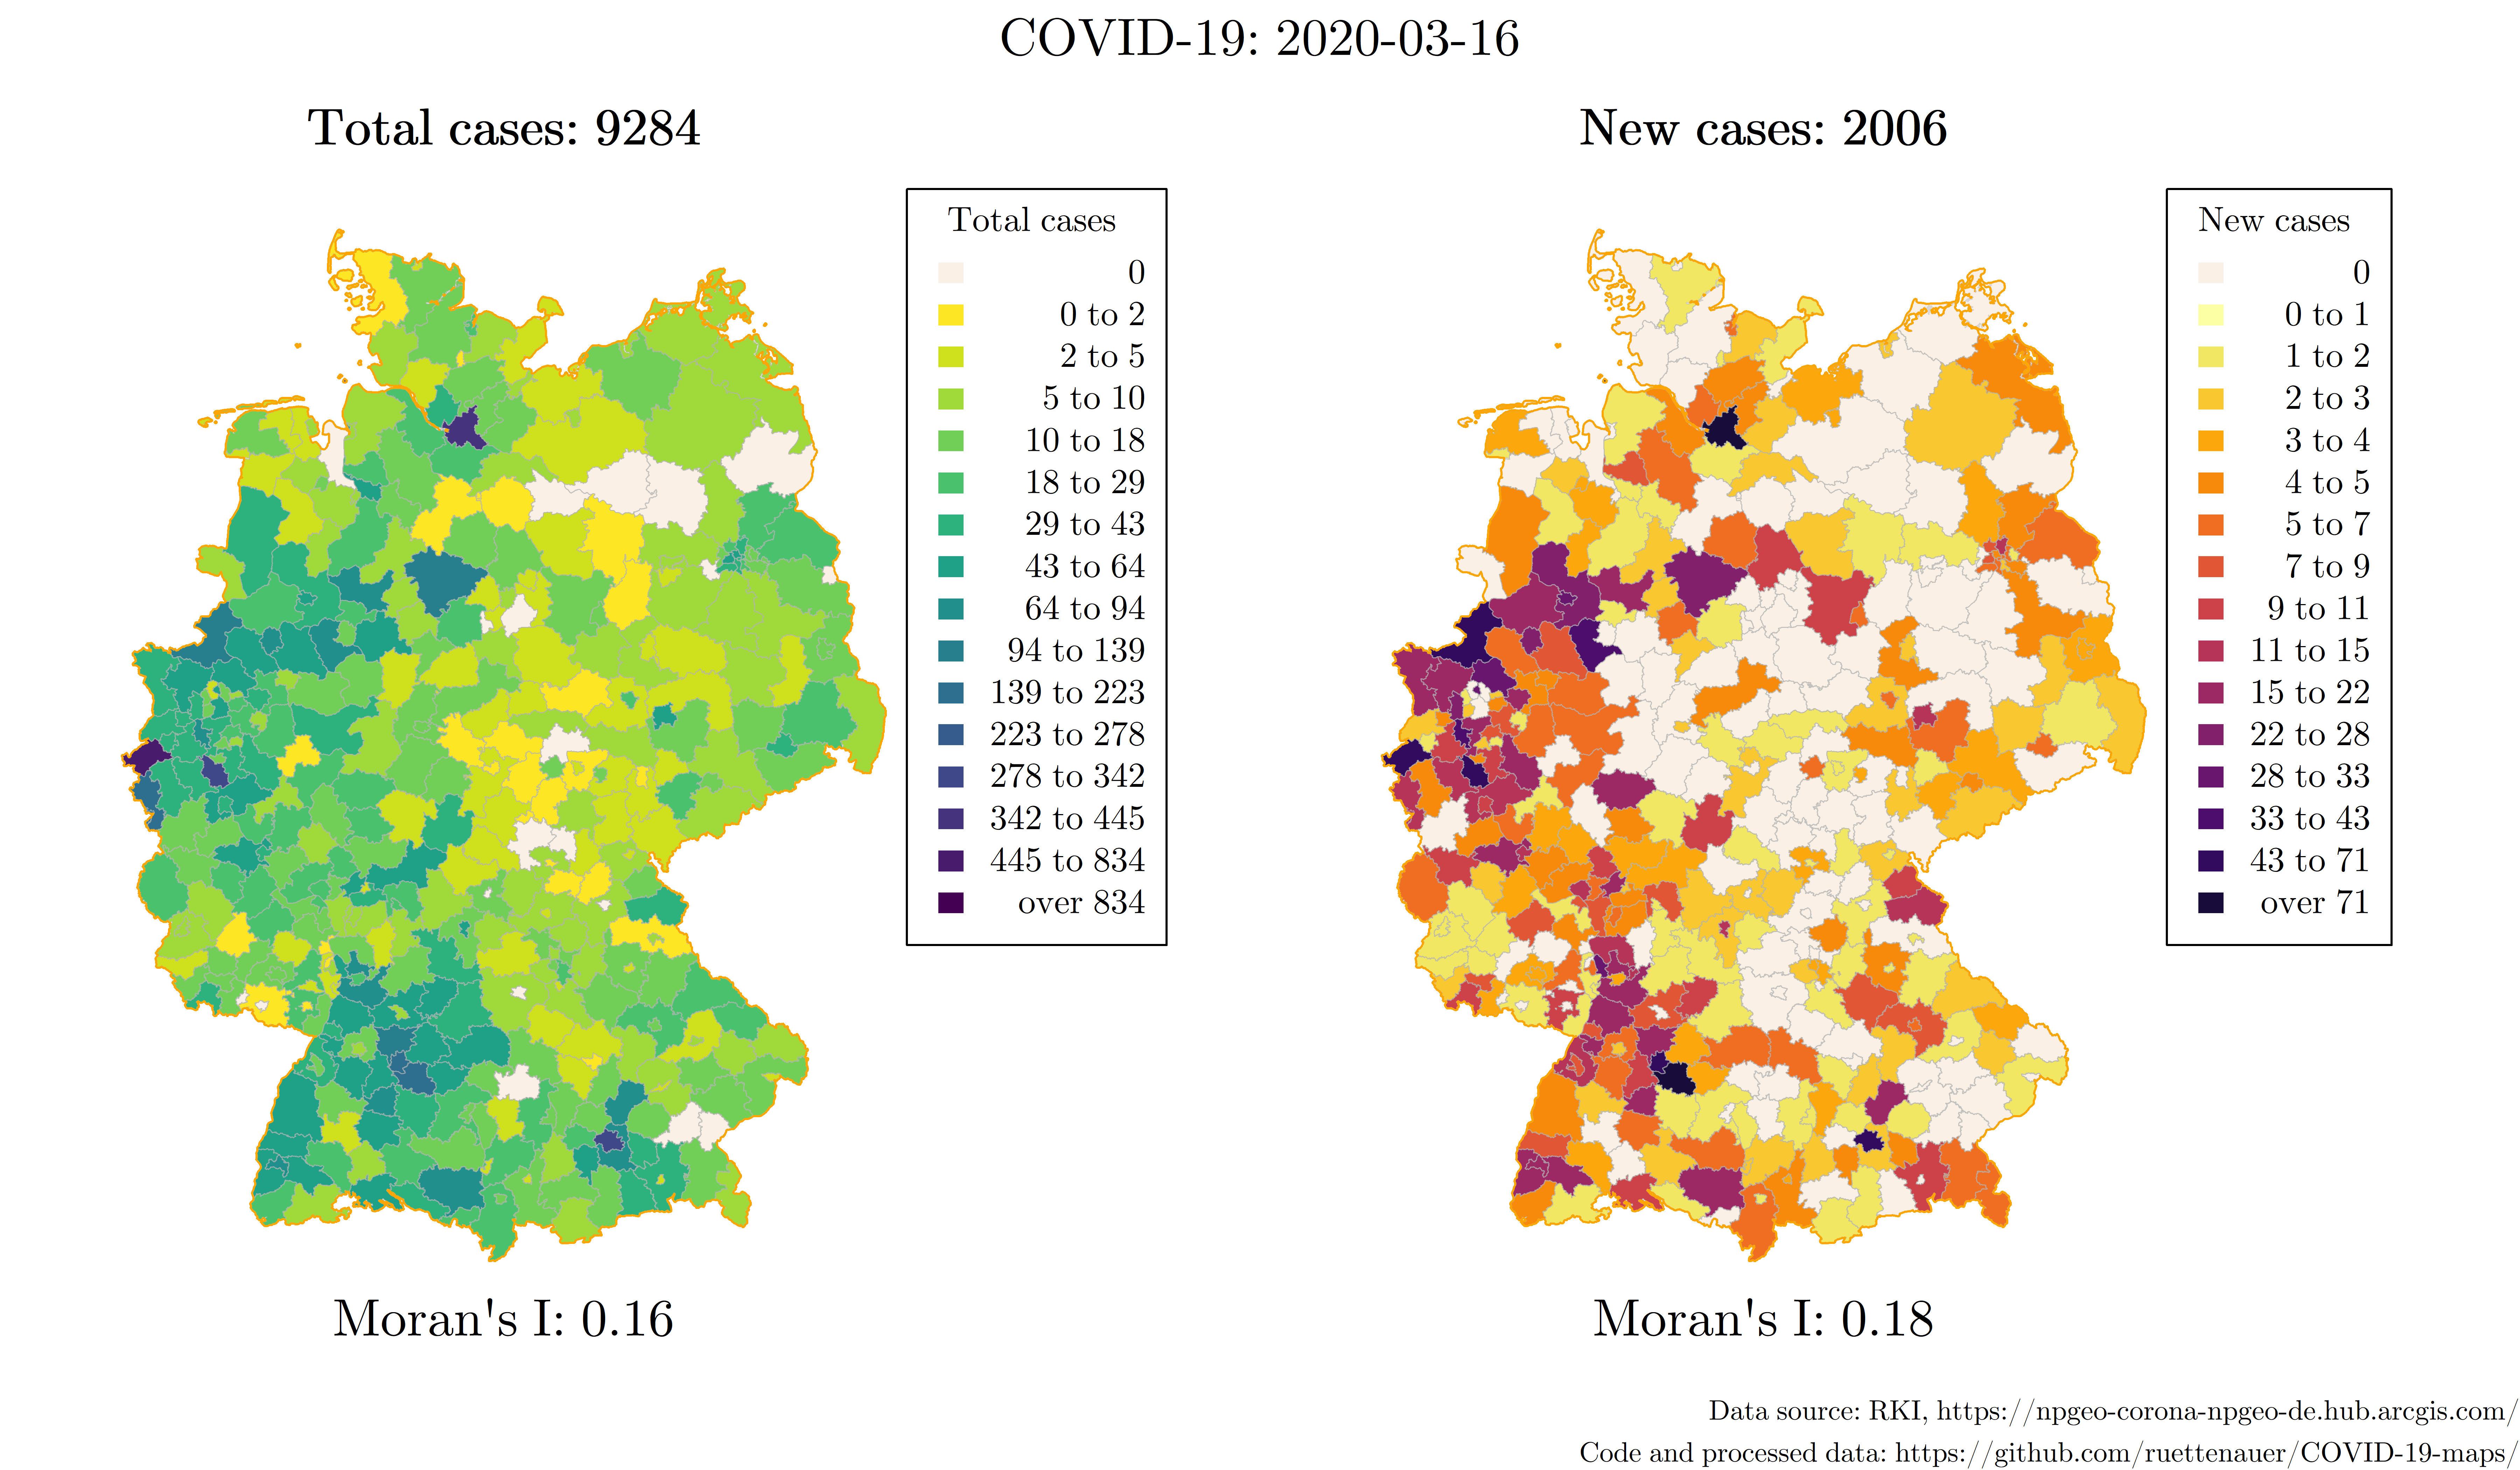 COVID-19: 2020-03-16
Total cases: 9284
Total cases
0
0 to 2
2 to 5
5 to 10
10 to 18
18 to 29
29 to 43
43 to 64
64 to 94
94 to 139
139 to 223
223 to 278
278 to 342
342 to 445
445 to 834
over 834
Moran's I: 0.16
New cases: 2006
New cases
0
0 to 1
1 to 2
2 to 3
3 to 4
4 to 5
5 to 7
7 to 9
9 to 11
11 to 15
15 to 22
22 to 28
28 to 33
33 to 43
43 to 71
over 71
Moran's I: 0.18
Data source: RKI, https://npgeo-corona-npgeo-de.hub.arcgis.com/
Code and processed data: https://github.com/ruettenauer/COVID-19-maps/